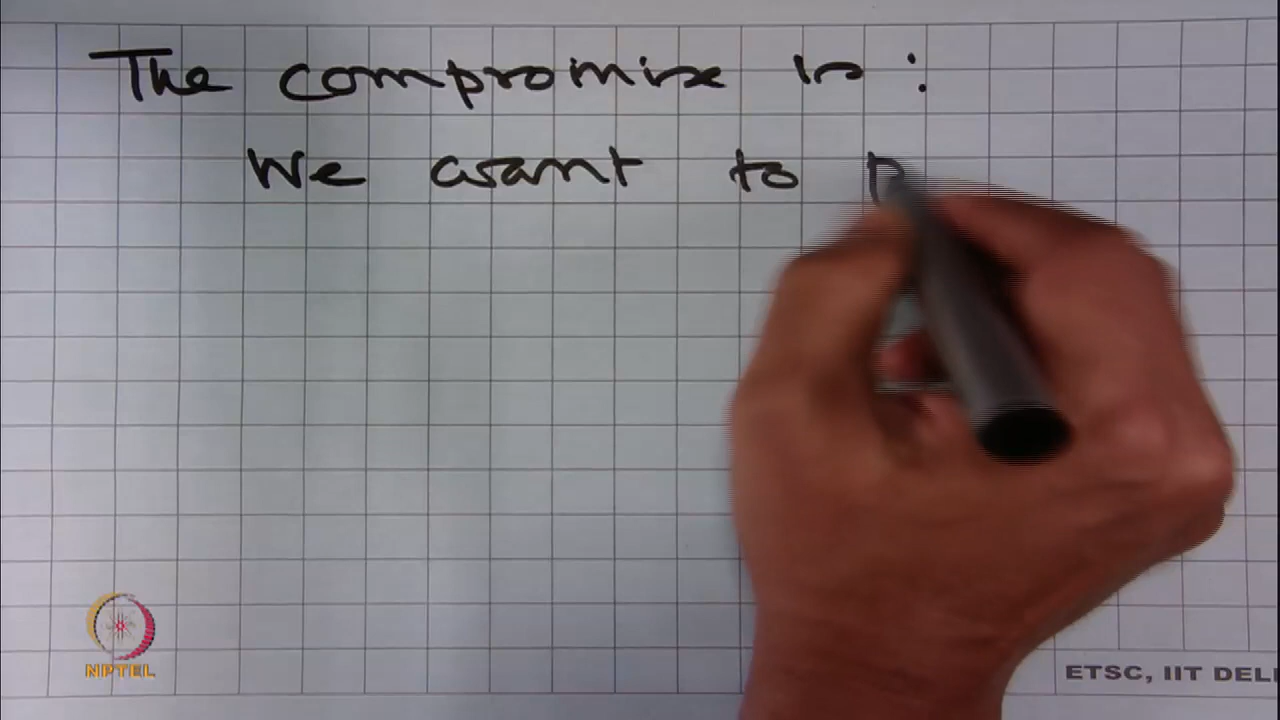 The compromise is :
We want to
NPTEL
ETSC, IIT DEL